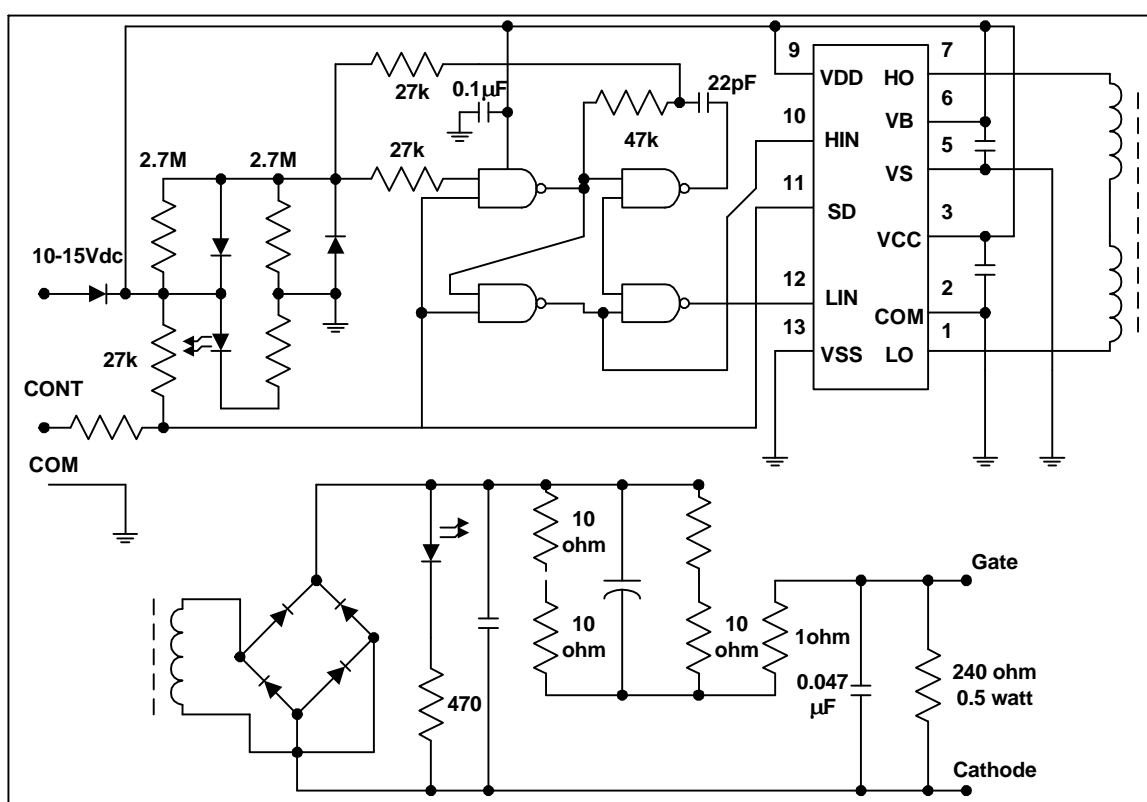 9
7
VDD
HO
27k
0.1µF
22pF
6
VB
10
HIN
47k
5
2.7M
2.7M
27k
VS
11
SD
3
VCC
10-15Vdc
12
LIN
2
COM
13
VSS
1
LO
27k
CONT
COM
10
ohm
Gate
10
ohm
10
ohm
1ohm
470
0.047
µF
240 ohm
0.5 watt
Cathode